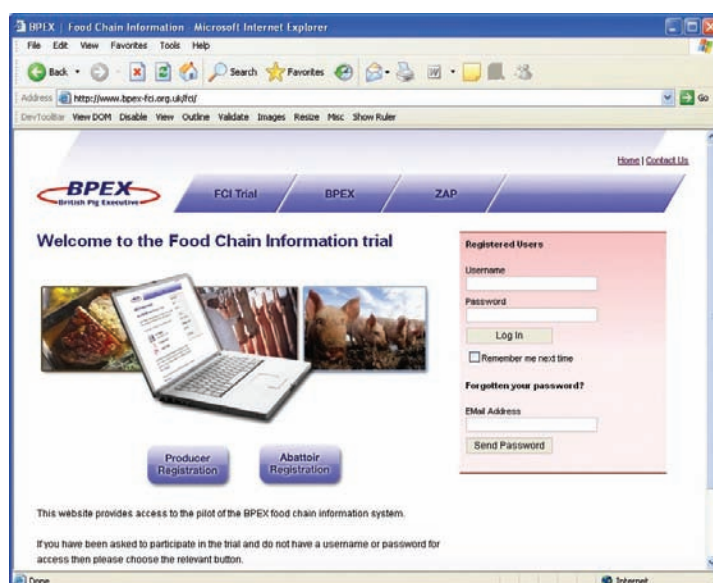 BPEX | Food Chain Information - Microsoft Internet Explorer
File Edit View Favorites Tools Help
Back Search Favorites
Address http://www.bpex-fci.org.uk/fci/ Go
DevToolBar View DOM Disable View Outline Validate Images Resize Misc Show Ruler
Home | Contact Us
BPEX
British Pig Executive
FCI Trial BPEX ZAP
Welcome to the Food Chain Information trial
Registered Users
Username
Password
Log In
Remember me next time
Forgotten your password?
EMail Address
Send Password
Producer
Registration
Abattoir
Registration
This website provides access to the pilot of the BPEX food chain information system.
If you have been asked to participate in the trial and do not have a username or password for
access then please choose the relevant button.
Done Internet